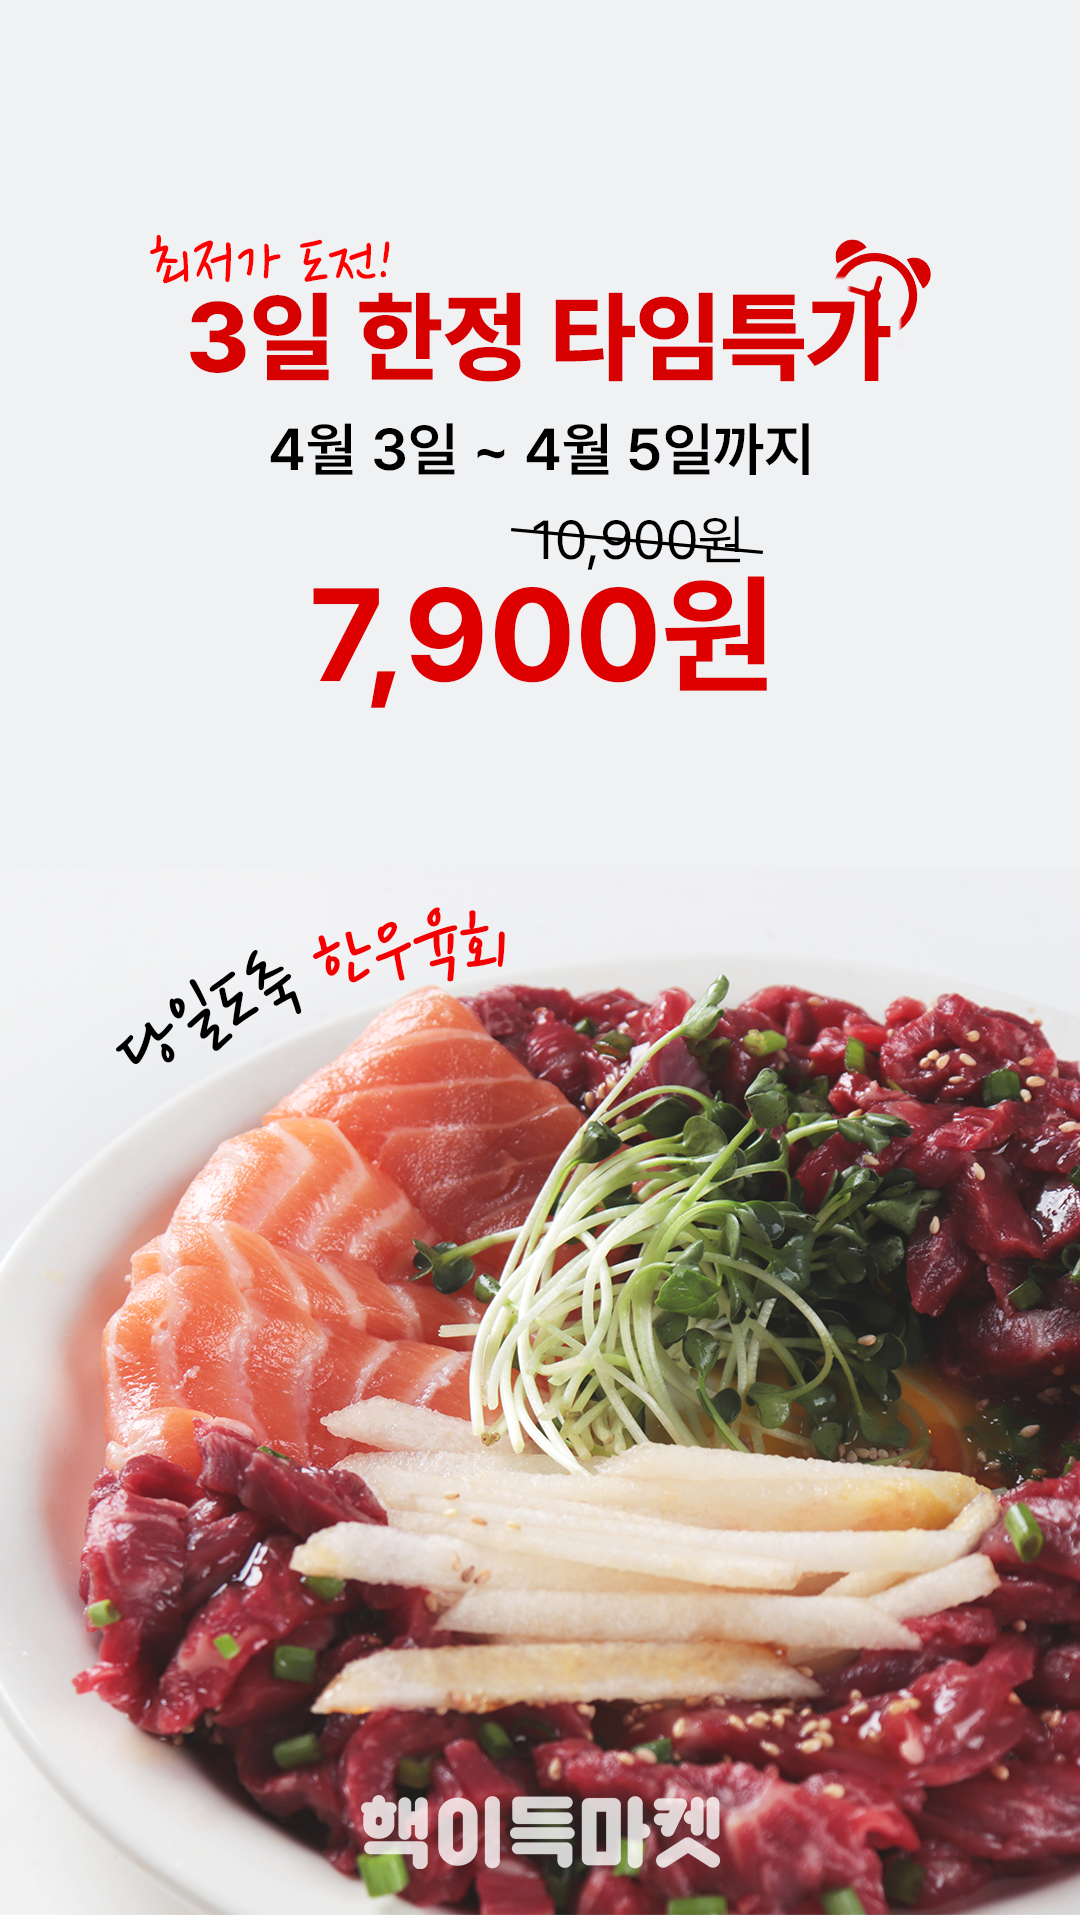 최저가 도전!
3일 한정 타임특가
4월 3일 ~ 4월 5일까지
10,900원
7,900원
당일도축 한우육회
핵이득마켓